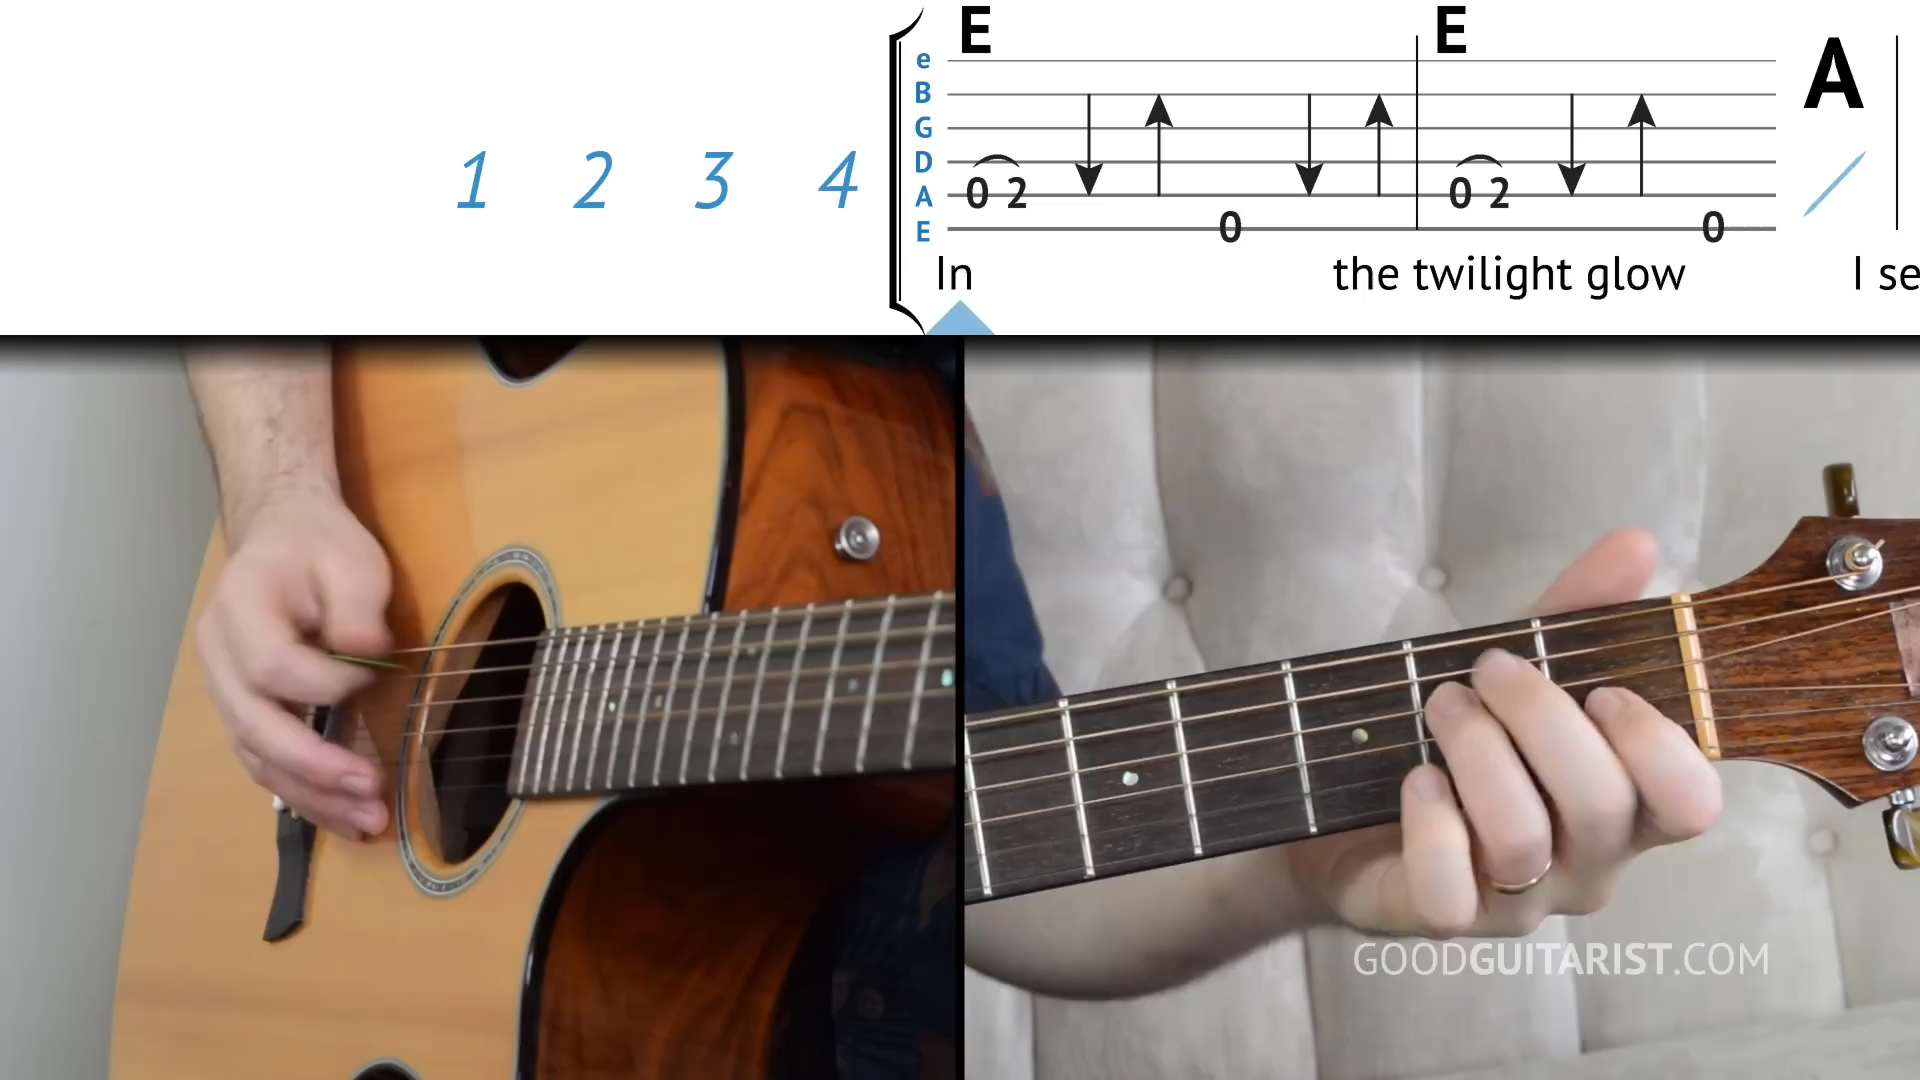 E E A
e
B
G
D
A
E
1 2 3 4
0 2 0 2
0 0
In the twilight glow I se
GOODGUITARIST.COM